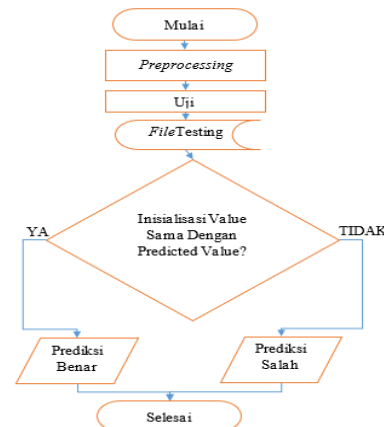 Mulai
Preprocessing
Uji
FileTesting
Inisialisasi Value
Sama Dengan
Predicted Value?
YA
TIDAK
Prediksi
Benar
Prediksi
Salah
Selesai